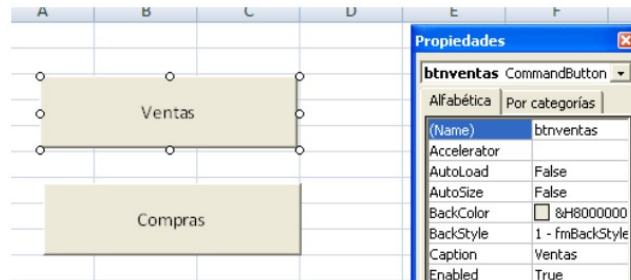 A B C D E F
Propiedades
btnventas CommandButton
Alfabética Por categorías
(Name) btnventas
Accelerator
AutoLoad False
AutoSize False
BackColor &H8000000
BackStyle 1 - fmBackStyle
Caption Ventas
Enabled True
Ventas
Compras